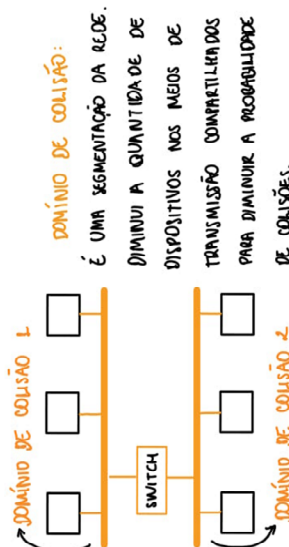 DOMÍNIO DE COLISÃO:
É UMA SEGMENTAÇÃO DA REDE.
DIMINUI A QUANTIDADE DE
DISPOSITIVOS NOS MEIOS DE
TRANSMISSÃO COMPARTILHADOS
PARA DIMINUIR A PROBABILIDADE
DE COLISÕES.
DOMÍNIO DE COLISÃO 1
SWITCH
DOMÍNIO DE COLISÃO 2